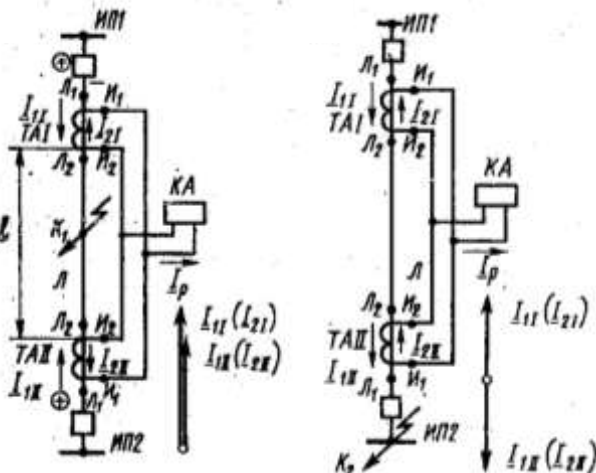 ИП1
Л₁ И₁
I₁I I₂I
TAI
Л₂ И₂
l
K₁
KA
Iр
Л
Л₂ И₂
TAII
I₂II
I₁II
Л₁ И₁
ИП2
I₁I (I₂I)
I₁II (I₂II)
ИП1
Л₁ И₁
I₁I I₂I
TAI
Л₂ И₂
KA
Iр
Л
Л₂ И₂
TAII
I₂II
I₁II
Л₁ И₁
ИП2
K₂
I₁I (I₂I)
I₁II (I₂II)